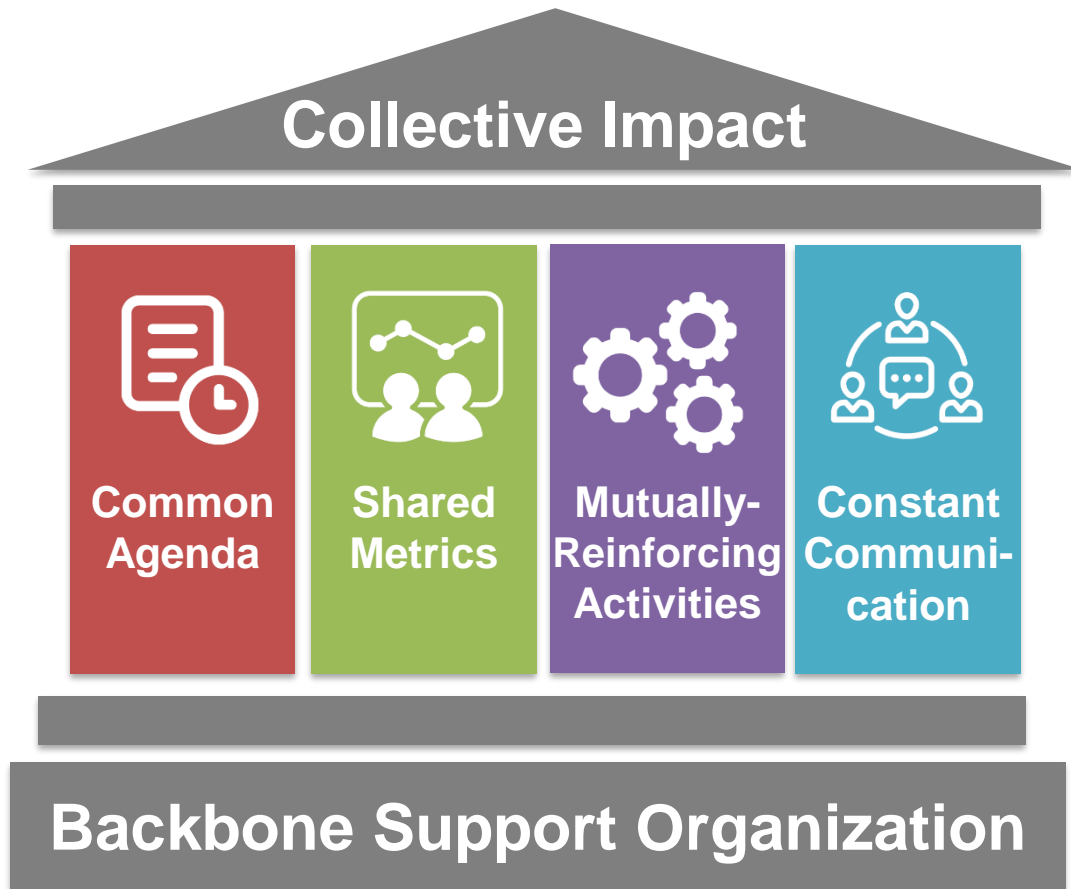 Collective Impact
Common
Agenda
Shared
Metrics
Mutually-
Reinforcing
Activities
Constant
Communi-
cation
Backbone Support Organization